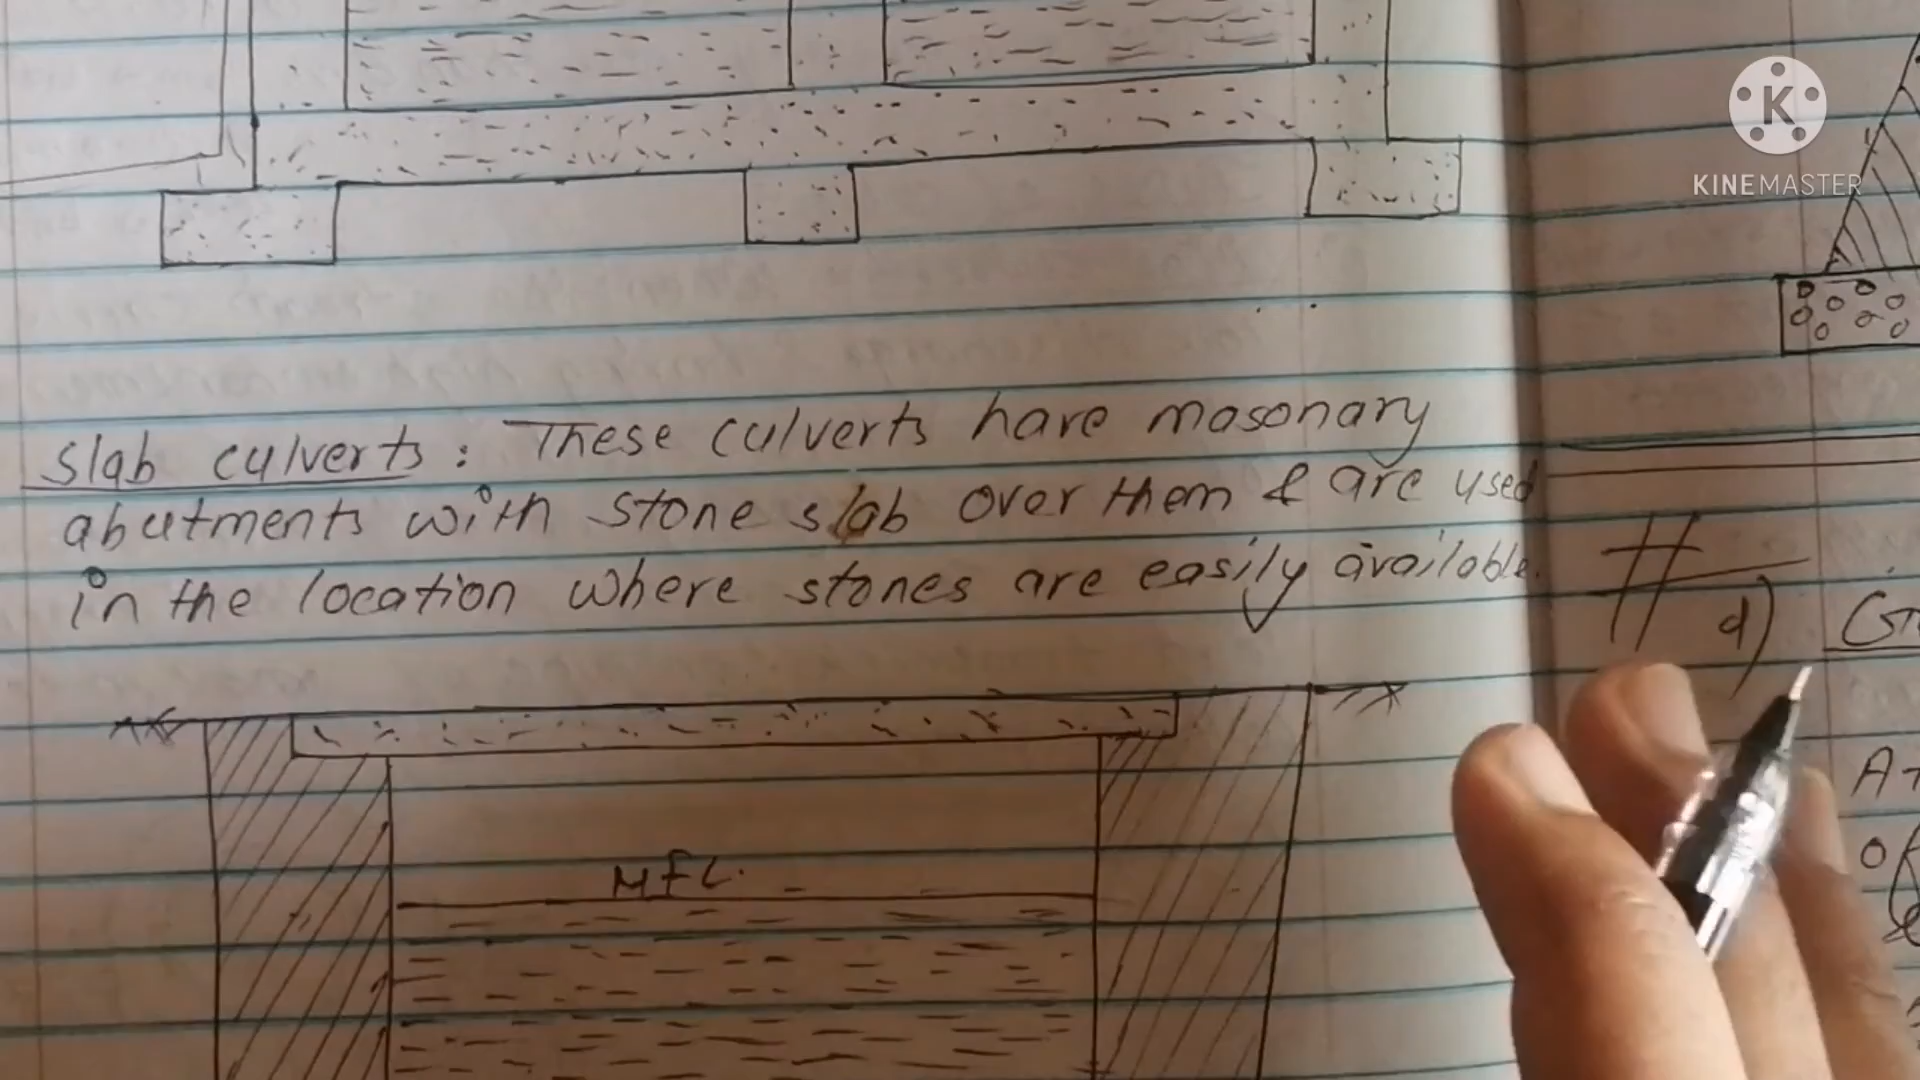 KINEMASTER
slab culverts: These culverts have masonary
abutments with stone slab over them & are used
in the location where stones are easily available.
# d)
MFL.